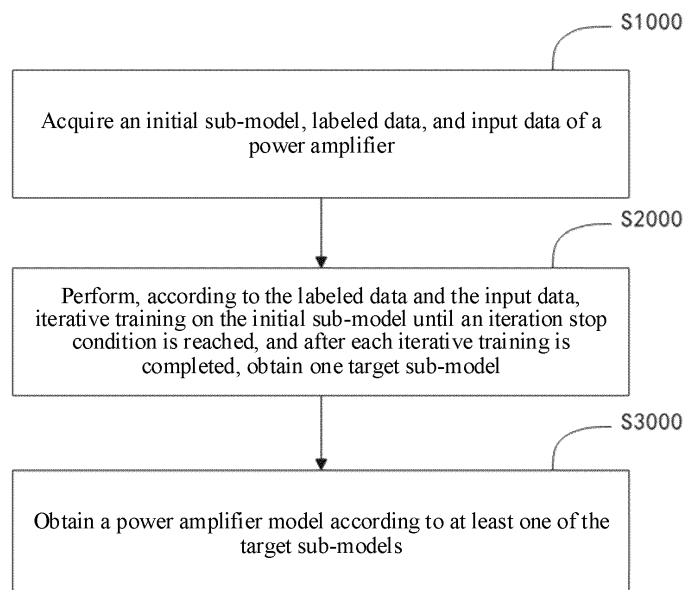 S1000
Acquire an initial sub-model, labeled data, and input data of a
power amplifier
S2000
Perform, according to the labeled data and the input data,
iterative training on the initial sub-model until an iteration stop
condition is reached, and after each iterative training is
completed, obtain one target sub-model
S3000
Obtain a power amplifier model according to at least one of the
target sub-models